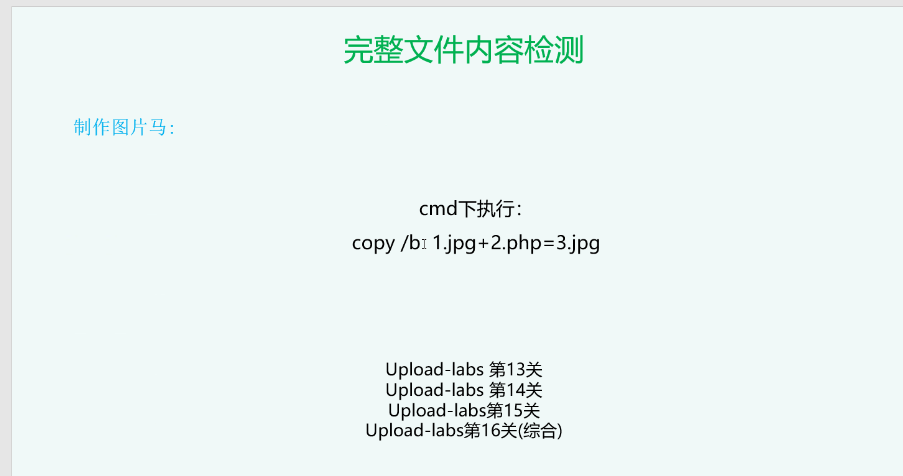 完整文件内容检测
制作图片马：
cmd下执行：
copy /b 1.jpg+2.php=3.jpg
Upload-labs 第13关
Upload-labs 第14关
Upload-labs第15关
Upload-labs第16关(综合)